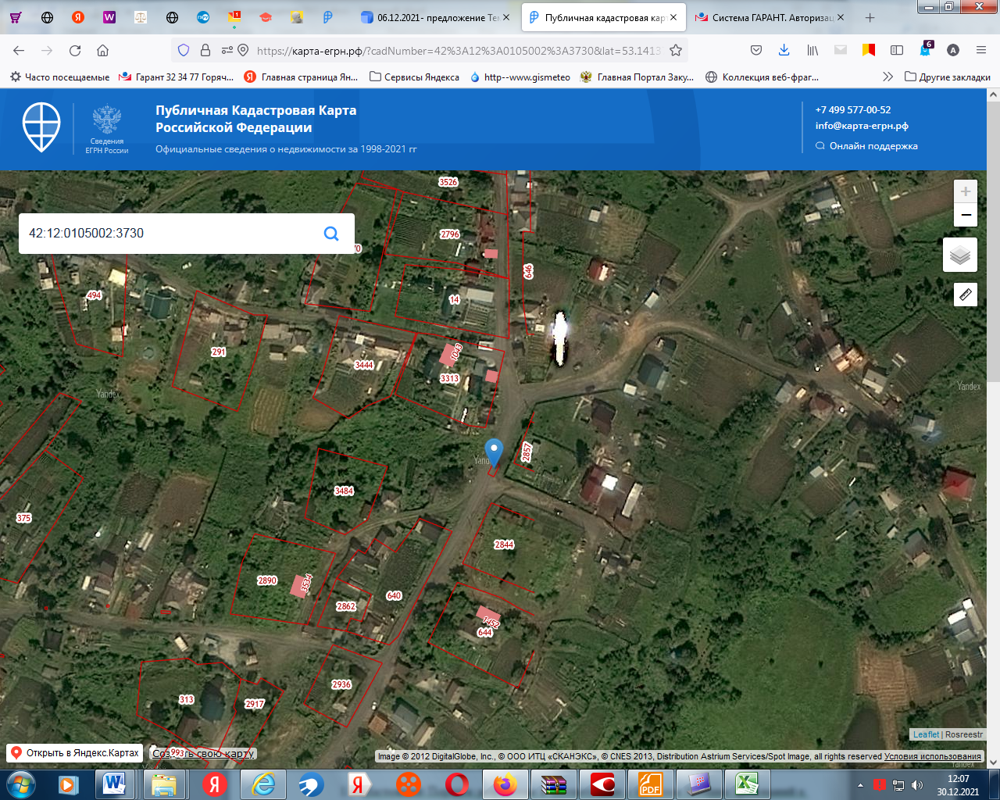 06.12.2021- предложение Тем
Публичная кадастровая кар
Система ГАРАНТ. Авторизац
https://карта-егрн.рф/?cadNumber=42%3A12%3A0105002%3A3730&lat=53.1413
6
Часто посещаемые
Гарант 32 34 77 Горяч...
Главная страница Ян...
Сервисы Яндекса
http--www.gismeteo
Главная Портал Заку...
Коллекция веб-фраг...
Другие закладки
Сведения
ЕГРН России
Публичная Кадастровая Карта
Российской Федерации
Официальные сведения о недвижимости за 1998-2021 гг
+7 499 577-00-52
info@карта-егрн.рф
Онлайн поддержка
42:12:0105002:3730
3526
2796
70
646
494
14
291
3444
1043
3313
Yandex
Yandex
Yand
2857
3484
375
2844
2890
3534
640
2862
1452
644
2936
313
2917
993
Leaflet | Rosreestr
Открыть в Яндекс.Картах
Создать свою карту
Image © 2012 DigitalGlobe, Inc., © ООО ИТЦ «СКАНЭКС», © CNES 2013, Distribution Astrium Services/Spot Image, all rights reserved Условия использования
Yandex
12:07
30.12.2021